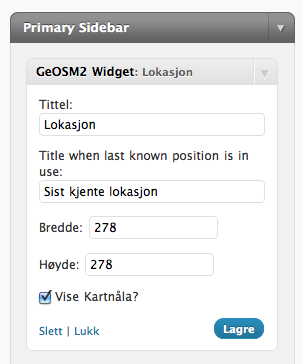 Primary Sidebar
GeOSM2 Widget: Lokasjon
Tittel:
Lokasjon
Title when last known position is in
use:
Sist kjente lokasjon
Bredde: 278
Høyde: 278
Vise Kartnåla?
Slett | Lukk
Lagre